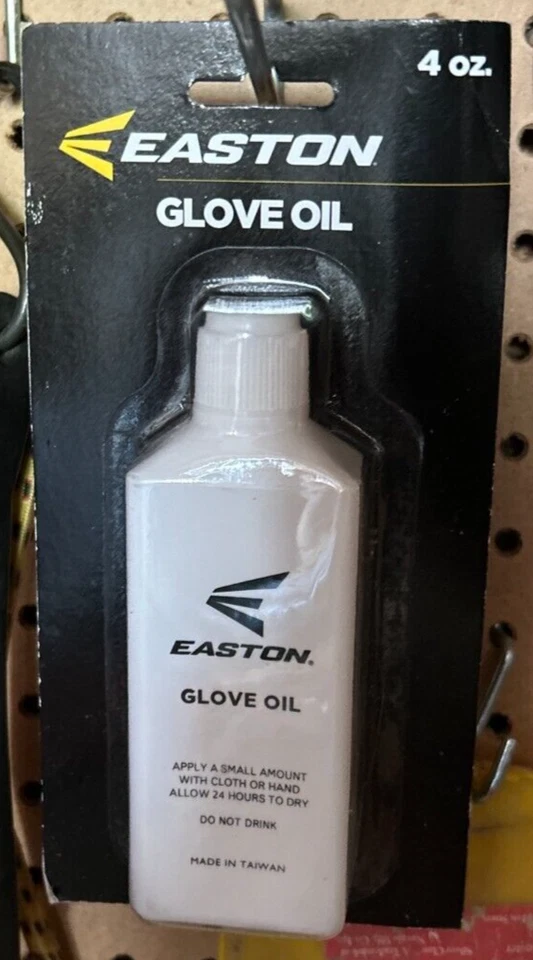 4 oz.
EASTON
GLOVE OIL
EASTON.
GLOVE OIL
APPLY A SMALL AMOUNT
WITH CLOTH OR HAND
ALLOW 24 HOURS TO DRY
DO NOT DRINK
MADE IN TAIWAN